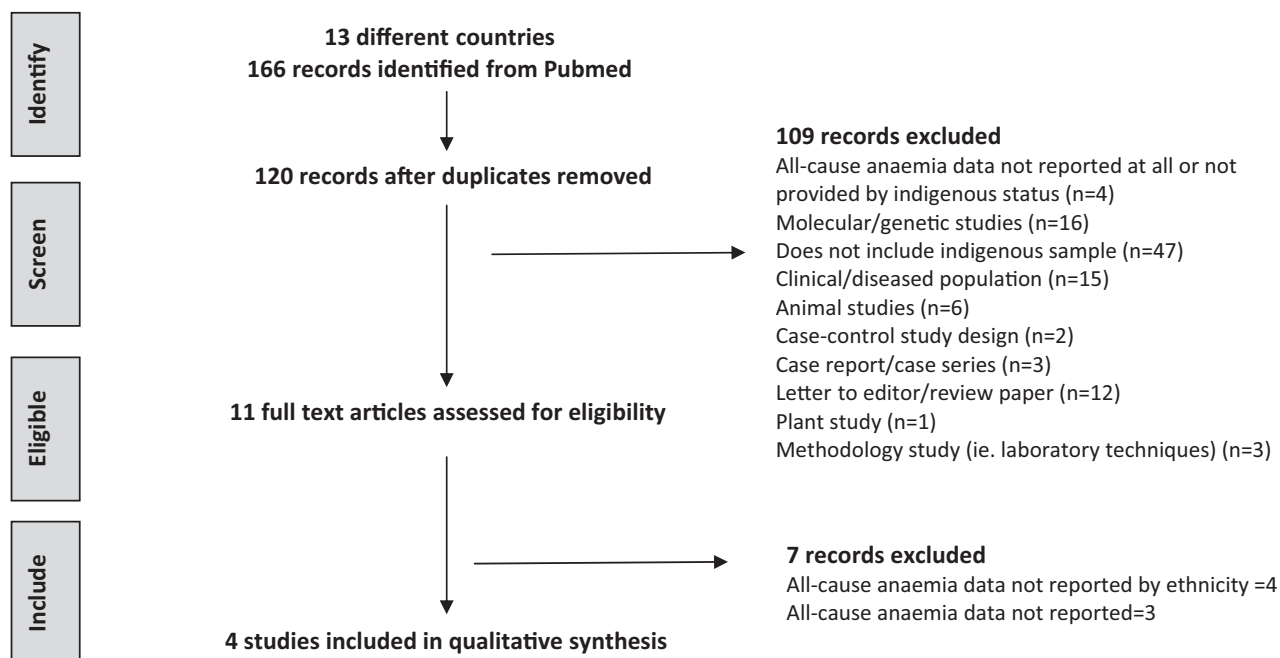 Identify
13 different countries
166 records identified from Pubmed
Screen
120 records after duplicates removed
109 records excluded
All-cause anaemia data not reported at all or not
provided by indigenous status (n=4)
Molecular/genetic studies (n=16)
Does not include indigenous sample (n=47)
Clinical/diseased population (n=15)
Animal studies (n=6)
Case-control study design (n=2)
Case report/case series (n=3)
Letter to editor/review paper (n=12)
Plant study (n=1)
Methodology study (ie. laboratory techniques) (n=3)
Eligible
11 full text articles assessed for eligibility
Include
7 records excluded
All-cause anaemia data not reported by ethnicity =4
All-cause anaemia data not reported=3
4 studies included in qualitative synthesis